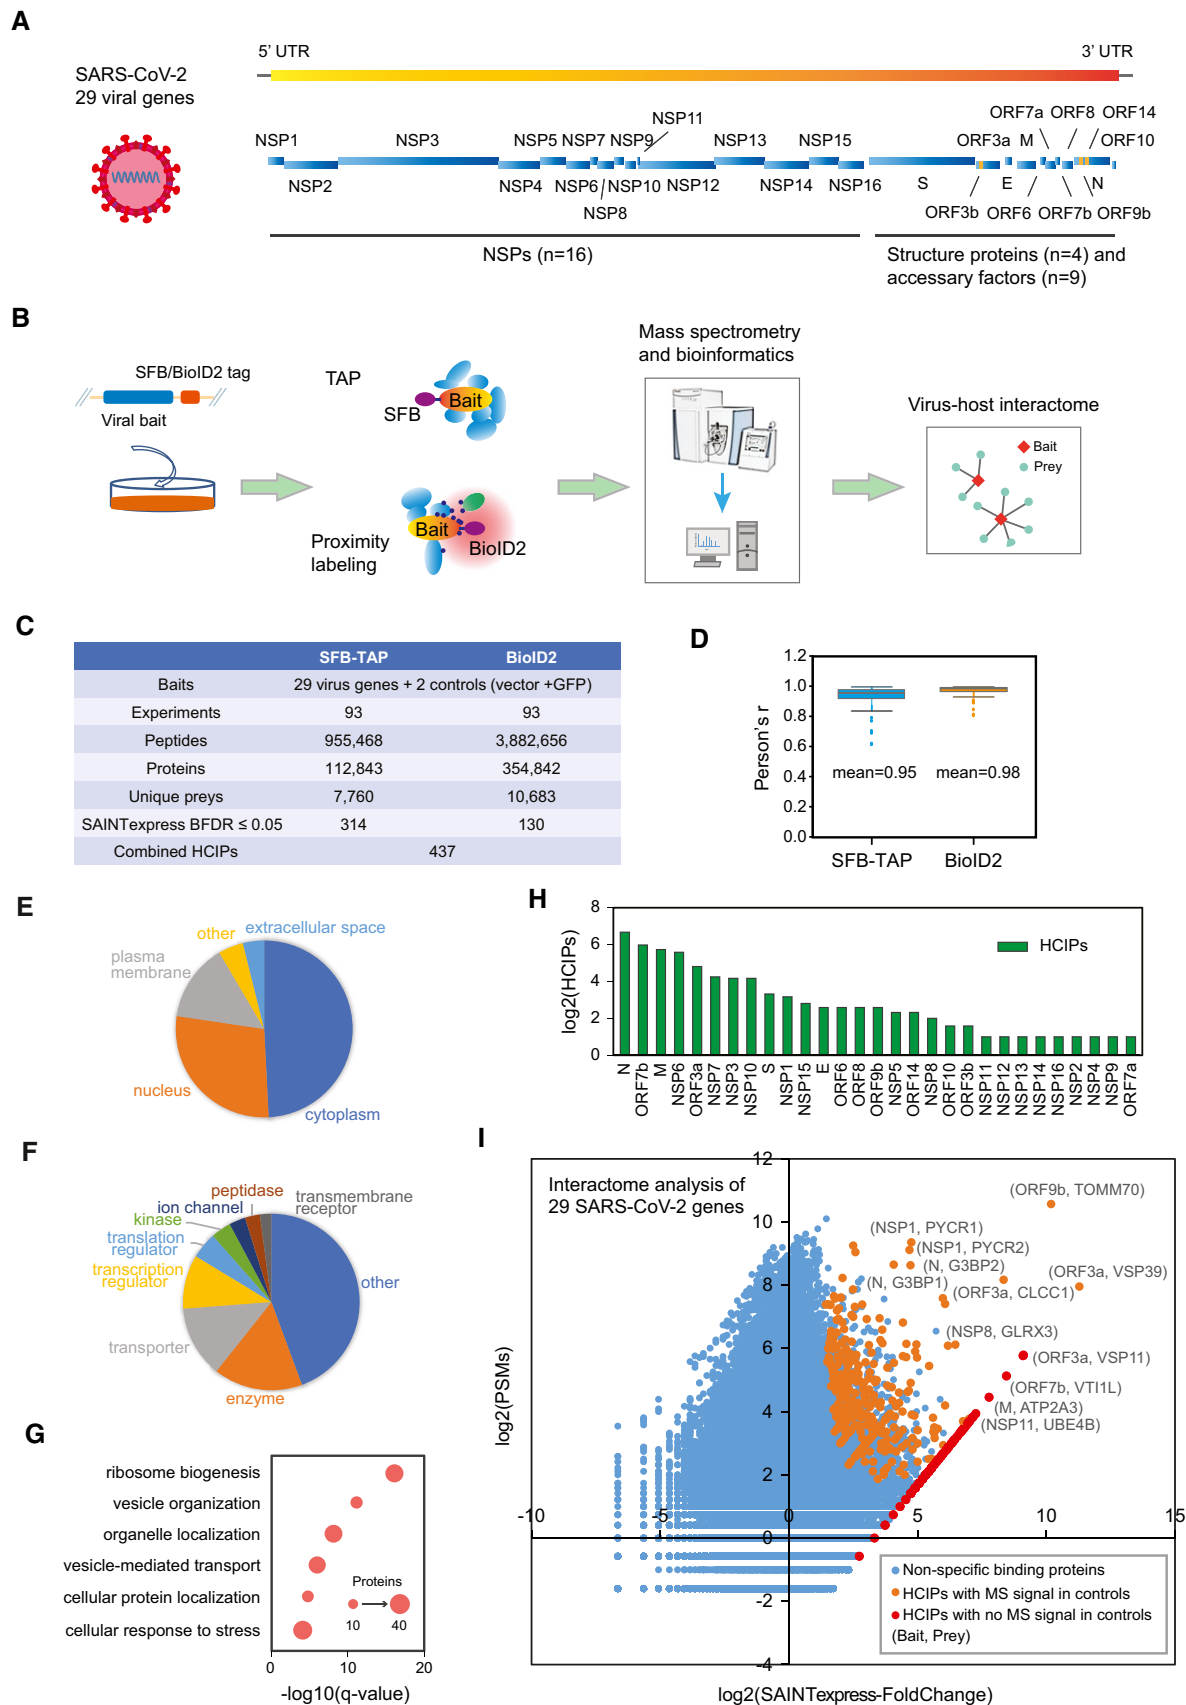 A
5' UTR
3' UTR
SARS-CoV-2
29 viral genes
NSP11
ORF7a ORF8 ORF14
NSP1 NSP3 NSP5 NSP7 NSP9 NSP13 NSP15 ORF3a M ORF10
NSP2 NSP4 NSP6 NSP10 NSP12 NSP14 NSP16 S E N
NSP8
ORF3b ORF6 ORF7b ORF9b
NSPs (n=16)
Structure proteins (n=4) and
accessary factors (n=9)
B
SFB/BioID2 tag
Viral bait
TAP
SFB
Bait
Proximity
labeling
Bait
BioID2
Mass spectrometry
and bioinformatics
Virus-host interactome
Bait
Prey
C
SFB-TAP BioID2
Baits 29 virus genes + 2 controls (vector +GFP)
Experiments 93 93
Peptides 955,468 3,882,656
Proteins 112,843 354,842
Unique preys 7,760 10,683
SAINTexpress BFDR ≤ 0.05 314 130
Combined HCIPs 437
D
Person's r
1.2
1.0
0.8
0.6
0.4
0.2
0.0
mean=0.95 mean=0.98
SFB-TAP BioID2
E
other
extracellular space
plasma
membrane
nucleus
cytoplasm
F
peptidase
transmembrane
receptor
ion channel
kinase
translation
regulator
transcription
regulator
other
transporter
enzyme
G
ribosome biogenesis
vesicle organization
organelle localization
vesicle-mediated transport
cellular protein localization
cellular response to stress
Proteins
10 40
0 10 20
-log10(q-value)
H
log2(HCIPs)
8
6
4
2
0
HCIPs
N ORF7b M NSP6 ORF3a NSP7 NSP3 NSP10 S NSP1 NSP15 E ORF6 ORF8 ORF9b NSP5 ORF14 NSP8 ORF10 ORF3b NSP11 NSP12 NSP13 NSP14 NSP16 NSP2 NSP4 NSP9 ORF7a
I
Interactome analysis of
29 SARS-CoV-2 genes
log2(PSMs)
12
10
8
6
4
2
0
-2
-4
-10 -5 0 5 10 15
(ORF9b, TOMM70)
(NSP1, PYCR1)
(NSP1, PYCR2)
(N, G3BP2)
(N, G3BP1)
(ORF3a, VSP39)
(ORF3a, CLCC1)
(NSP8, GLRX3)
(ORF3a, VSP11)
(ORF7b, VTI1L)
(M, ATP2A3)
(NSP11, UBE4B)
Non-specific binding proteins
HCIPs with MS signal in controls
HCIPs with no MS signal in controls
(Bait, Prey)
log2(SAINTexpress-FoldChange)